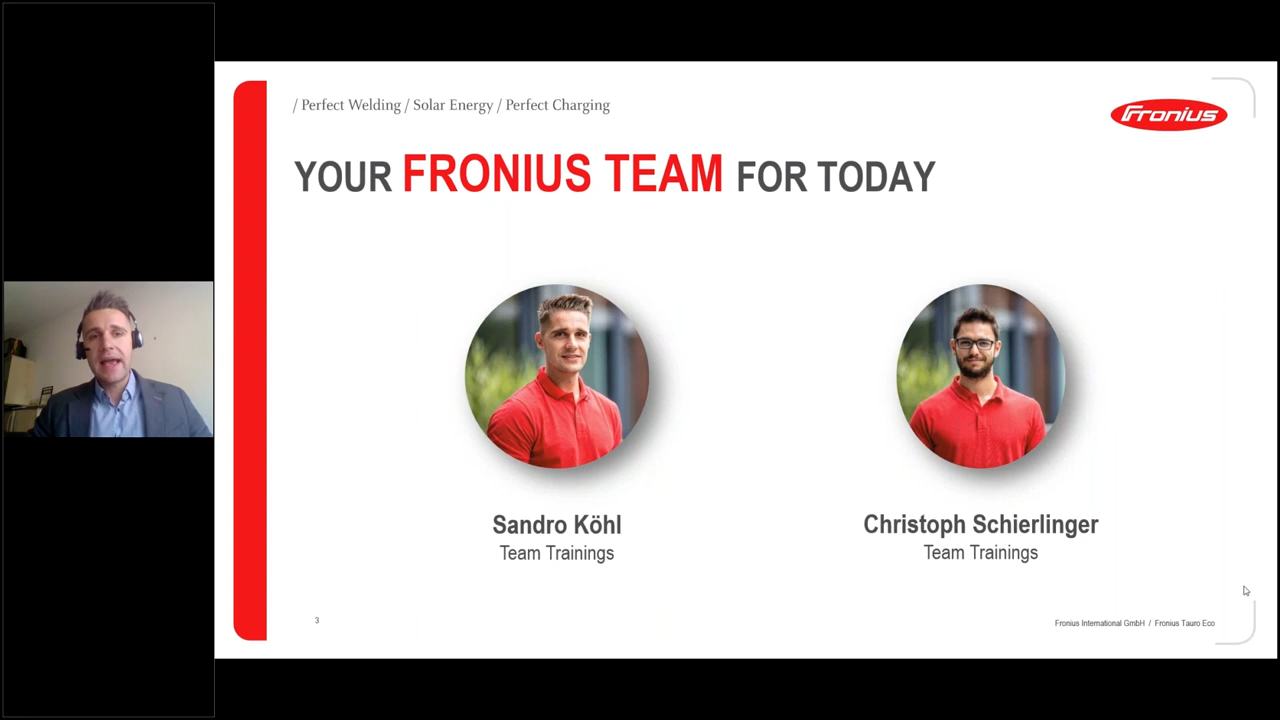 / Perfect Welding / Solar Energy / Perfect Charging
Fronius
YOUR FRONIUS TEAM FOR TODAY
Sandro Köhl
Team Trainings
Christoph Schierlinger
Team Trainings
3
Fronius International GmbH / Fronius Tauro Eco